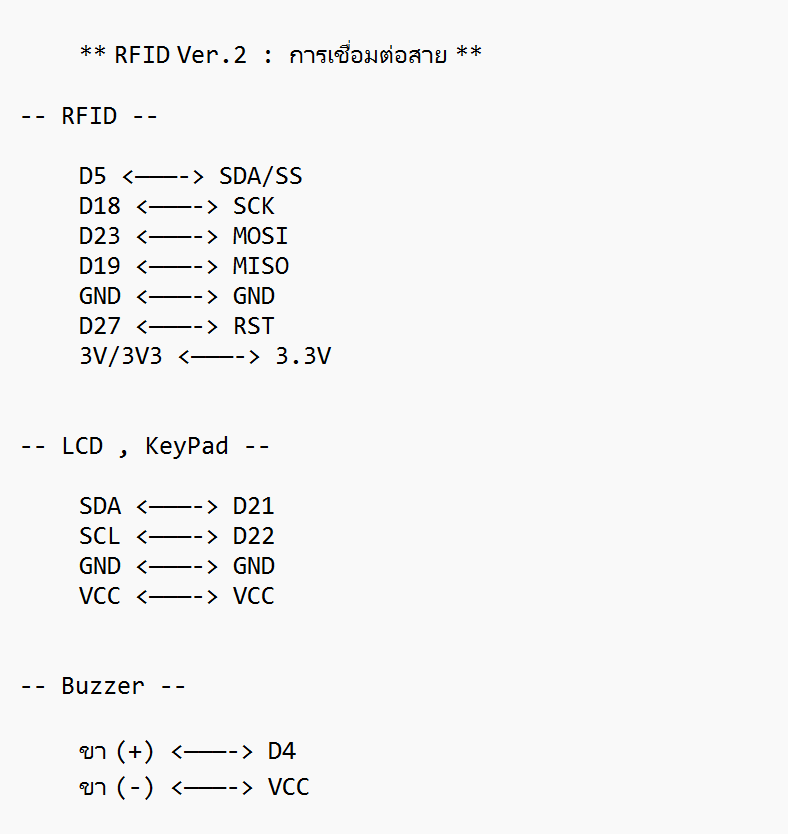 ** RFID Ver.2 : การเชื่อมต่อสาย **
-- RFID --
D5 <----> SDA/SS
D18 <----> SCK
D23 <----> MOSI
D19 <----> MISO
GND <----> GND
D27 <----> RST
3V/3V3 <----> 3.3V
-- LCD , KeyPad --
SDA <----> D21
SCL <----> D22
GND <----> GND
VCC <----> VCC
-- Buzzer --
ขา (+) <----> D4
ขา (-) <----> VCC